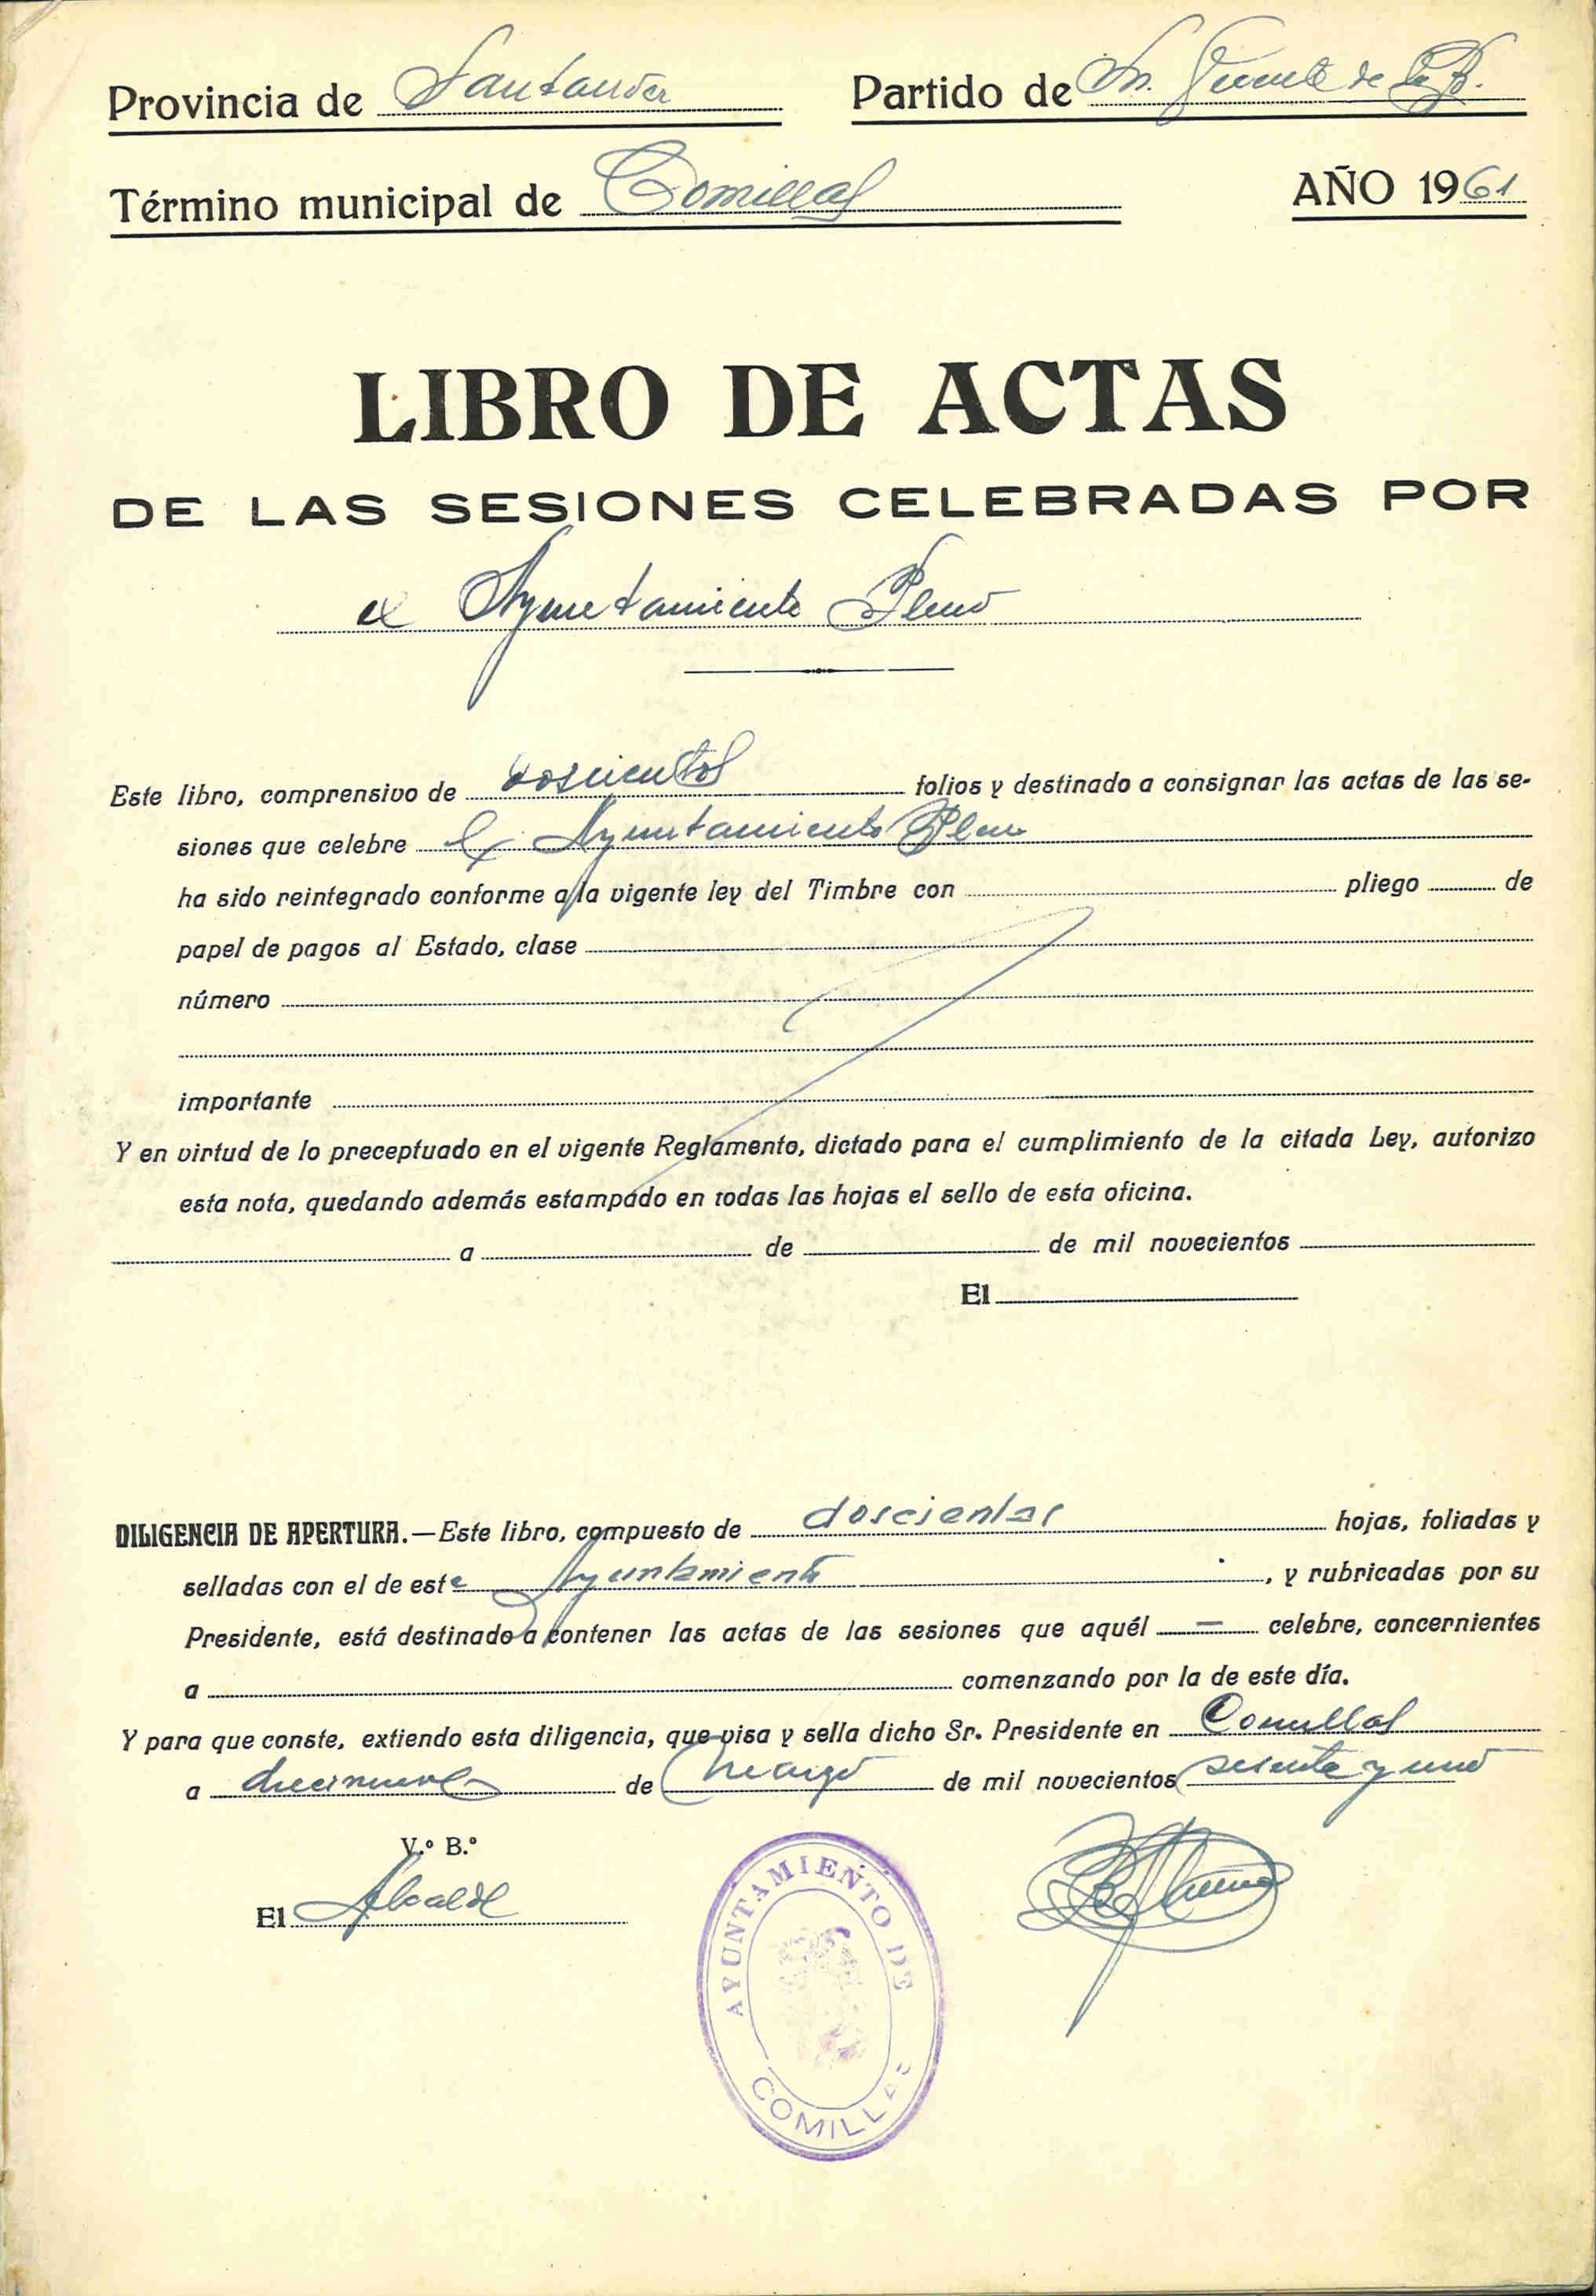 Provincia de Santander Partido de Sn. Vicente de la B.
Término municipal de Comillas AÑO 1961
LIBRO DE ACTAS
DE LAS SESIONES CELEBRADAS POR
el Ayuntamiento Pleno
Este libro, comprensivo de doscientos folios y destinado a consignar las actas de las se-
siones que celebre el Ayuntamiento Pleno
ha sido reintegrado conforme a la vigente ley del Timbre con pliego de
papel de pagos al Estado, clase
número
importante
Y en virtud de lo preceptuado en el vigente Reglamento, dictado para el cumplimiento de la citada Ley, autorizo
esta nota, quedando además estampado en todas las hojas el sello de esta oficina.
a de de mil novecientos
El
DILIGENCIA DE APERTURA.—Este libro, compuesto de doscientas hojas, foliadas y
selladas con el de este Ayuntamiento, y rubricadas por su
Presidente, está destinado a contener las actas de las sesiones que aquél — celebre, concernientes
a comenzando por la de este día.
Y para que conste, extiendo esta diligencia, que visa y sella dicho Sr. Presidente en Comillas
a diecinueve de Marzo de mil novecientos sesenta y uno
V.º B.º
El Alcalde
AYUNTAMIENTO DE
COMILLAS